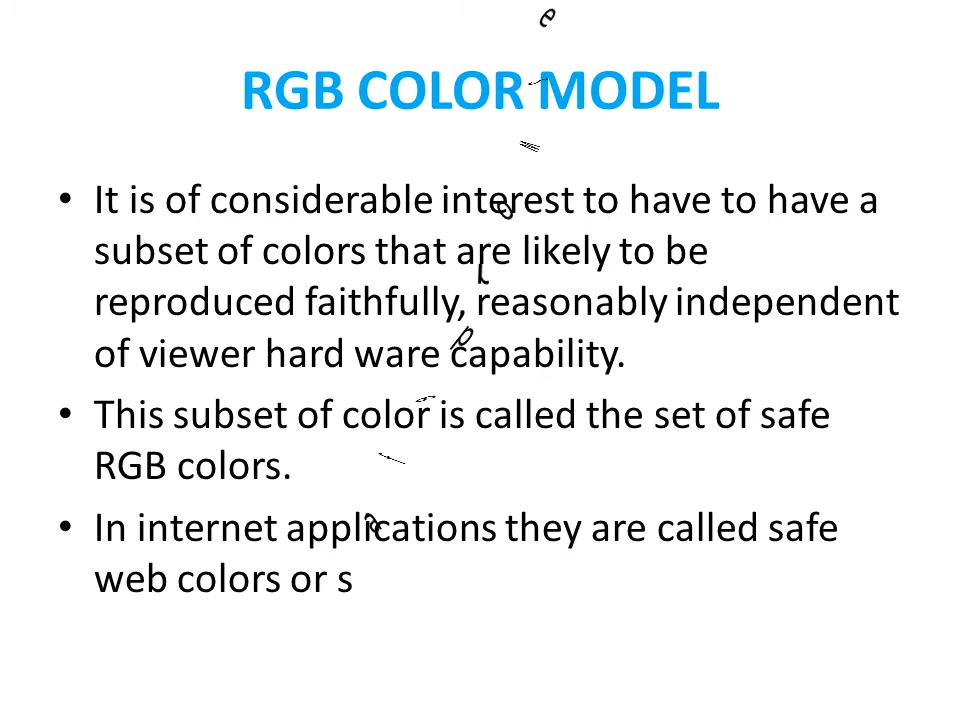 RGB COLOR MODEL
• It is of considerable interest to have to have a
subset of colors that are likely to be
reproduced faithfully, reasonably independent
of viewer hard ware capability.
• This subset of color is called the set of safe
RGB colors.
• In internet applications they are called safe
web colors or s